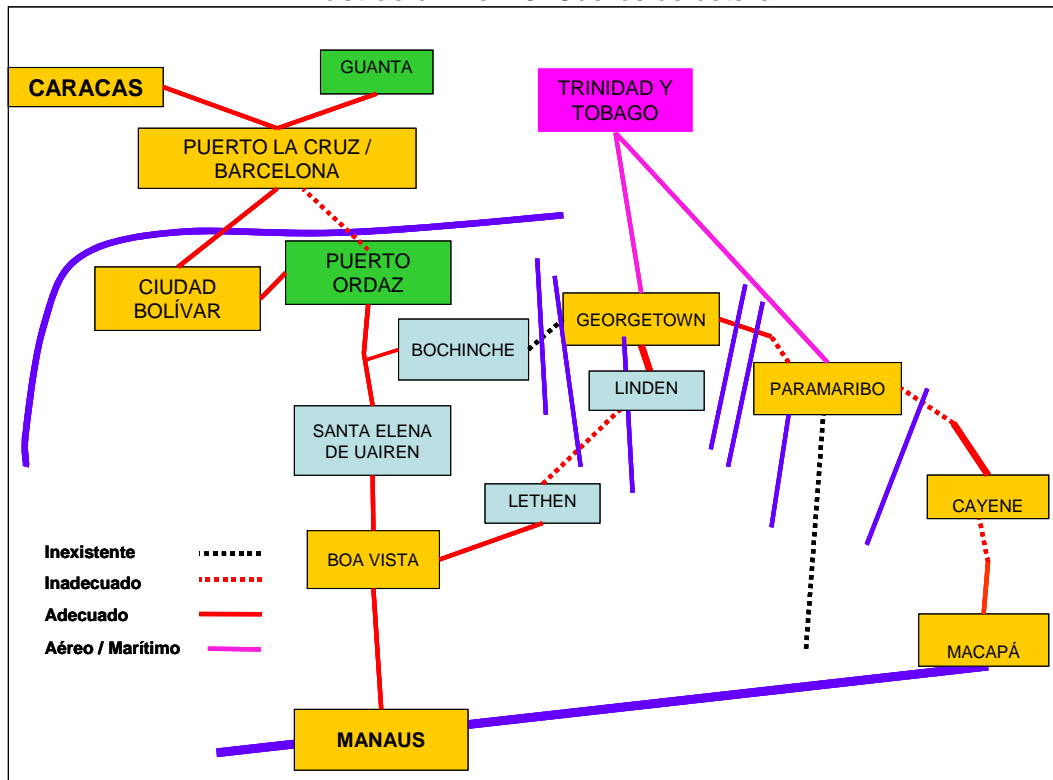 GUANTA
CARACAS
TRINIDAD Y
TOBAGO
PUERTO LA CRUZ /
BARCELONA
PUERTO
ORDAZ
CIUDAD
BOLÍVAR
GEORGETOWN
BOCHINCHE
LINDEN
PARAMARIBO
SANTA ELENA
DE UAIREN
LETHEN
CAYENE
BOA VISTA
Inexistente
Inadecuado
Adecuado
Aéreo / Marítimo
MACAPÁ
MANAUS